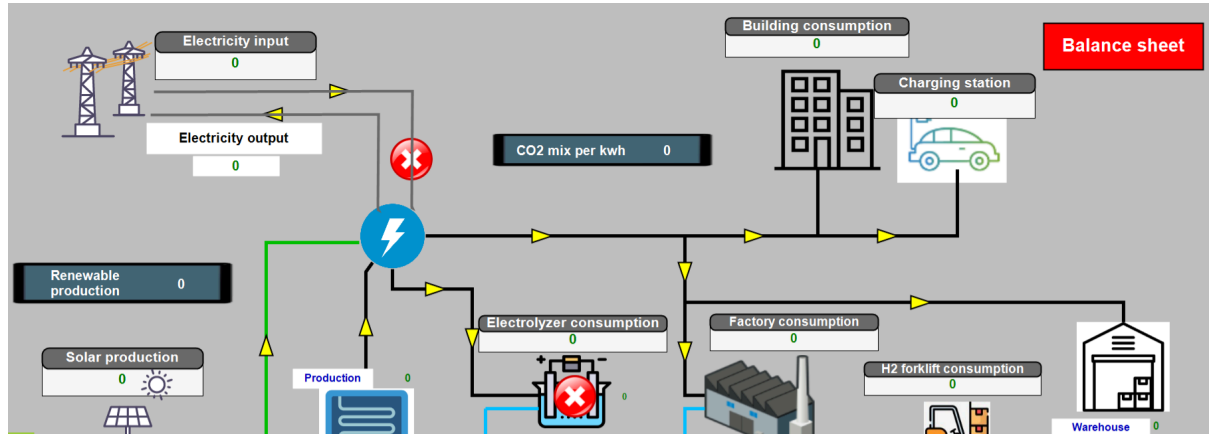 Electricity input
0
Electricity output
0
Building consumption
0
Balance sheet
Charging station
0
CO2 mix per kwh 0
Renewable
production 0
Solar production
0
Production 0
Electrolyzer consumption
0
+ −
0
Factory consumption
0
H2 forklift consumption
0
Warehouse 0